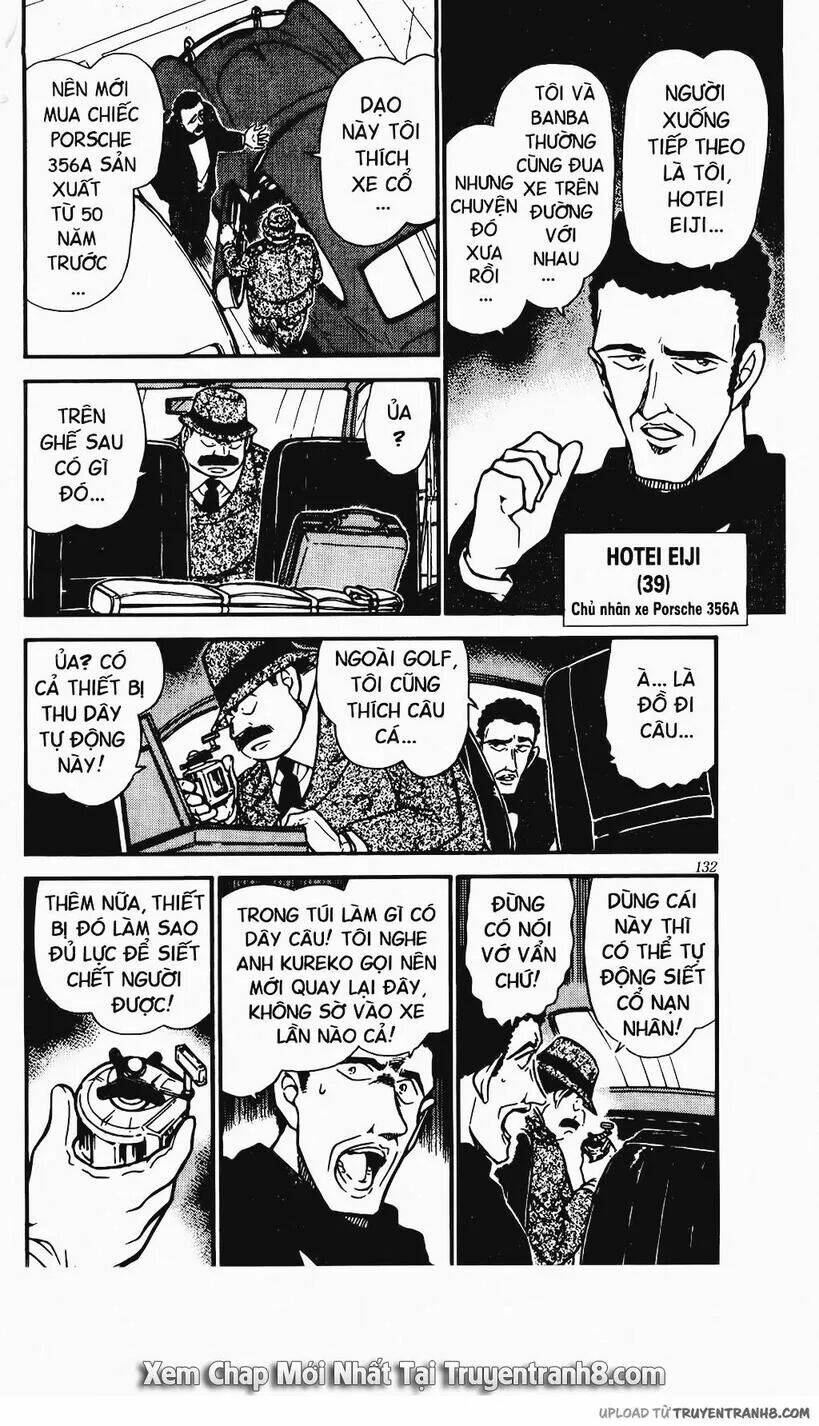 NGƯỜI
XUỐNG
TIẾP THEO
LÀ TÔI,
HOTEI
EIJI...
TÔI VÀ
BANBA
THƯỜNG
CÙNG ĐUA
XE TRÊN
ĐƯỜNG
VỚI
NHAU
...
NHƯNG
CHUYỆN
ĐÓ
XƯA
RỒI
...
HOTEI EIJI
(39)
Chủ nhân xe Porsche 356A
DẠO
NÀY TÔI
THÍCH
XE CỔ
...
NÊN MỚI
MUA CHIẾC
PORSCHE
356A SẢN
XUẤT
TỪ 50
NĂM
TRƯỚC
...
ỦA
?
TRÊN
GHẾ SAU
CÓ GÌ
ĐÓ...
À... LÀ
ĐỒ ĐI
CÂU...
NGOÀI GOLF,
TÔI CŨNG
THÍCH CÂU
CÁ...
ỦA? CÓ
CẢ THIẾT BỊ
THU DÂY
TỰ ĐỘNG
NÀY!
132
DÙNG CÁI
NÀY THÌ
CÓ THỂ TỰ
ĐỘNG SIẾT
CỔ NẠN
NHÂN!
ĐỪNG
CÓ NÓI
VỚ VẨN
CHỨ!
TRONG TÚI LÀM GÌ CÓ
DÂY CÂU! TÔI NGHE
ANH KUREKO GỌI NÊN
MỚI QUAY LẠI ĐÂY,
KHÔNG SỜ VÀO XE
LẦN NÀO CẢ!
THÊM NỮA, THIẾT
BỊ ĐÓ LÀM SAO
ĐỦ LỰC ĐỂ SIẾT
CHẾT NGƯỜI
ĐƯỢC!
Xem Chap Mới Nhất Tại Truyentranh8.com
UPLOAD TỪ TRUYENTRANH8.COM